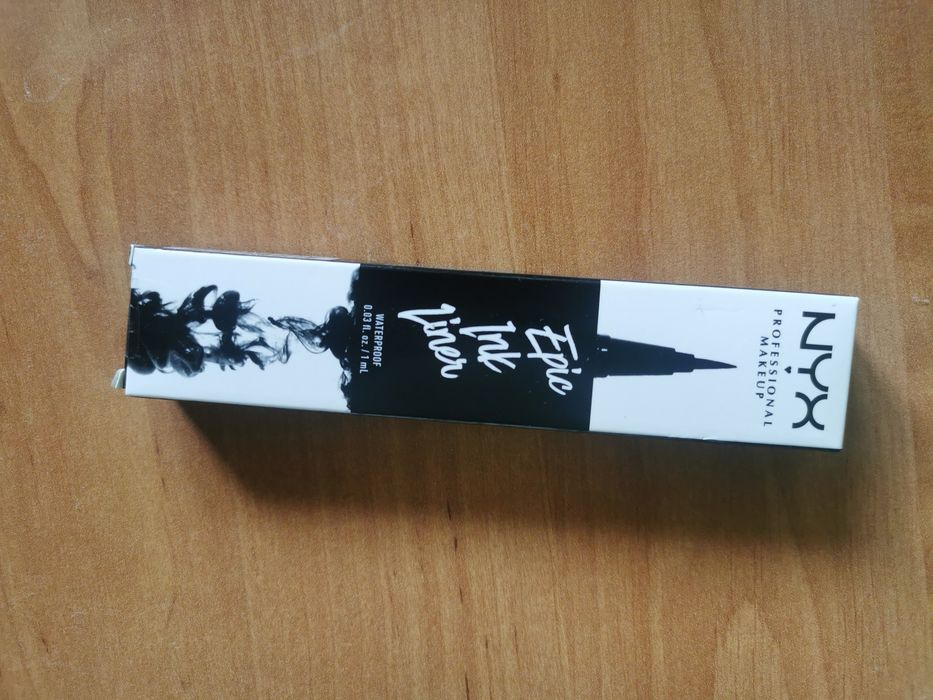 NYX
PROFESSIONAL
MAKEUP
Epic
Ink
Liner
WATERPROOF
0.03 fl. oz. / 1 mL